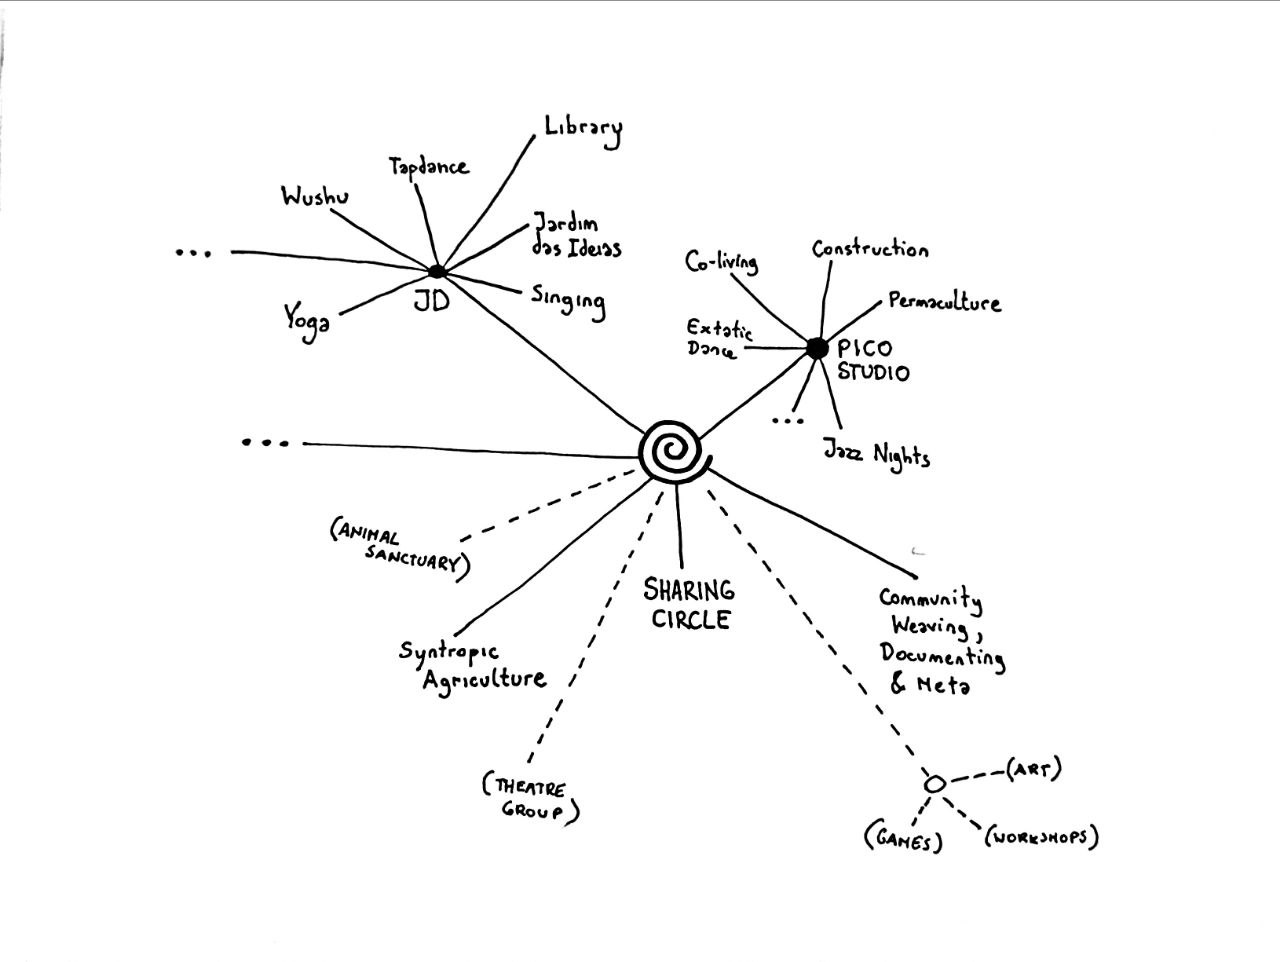 Library
Tapdance
Wushu
Jardim
das Ideias
...
Singing
JD
Yoga
Construction
Co-living
Permaculture
Extatic
Dance
PICO
STUDIO
...
Jazz Nights
...
(ANIMAL
SANCTUARY)
SHARING
CIRCLE
Community
Weaving,
Documenting
& Meta
Syntropic
Agriculture
(THEATRE
GROUP)
(ART)
(GAMES)
(WORKSHOPS)